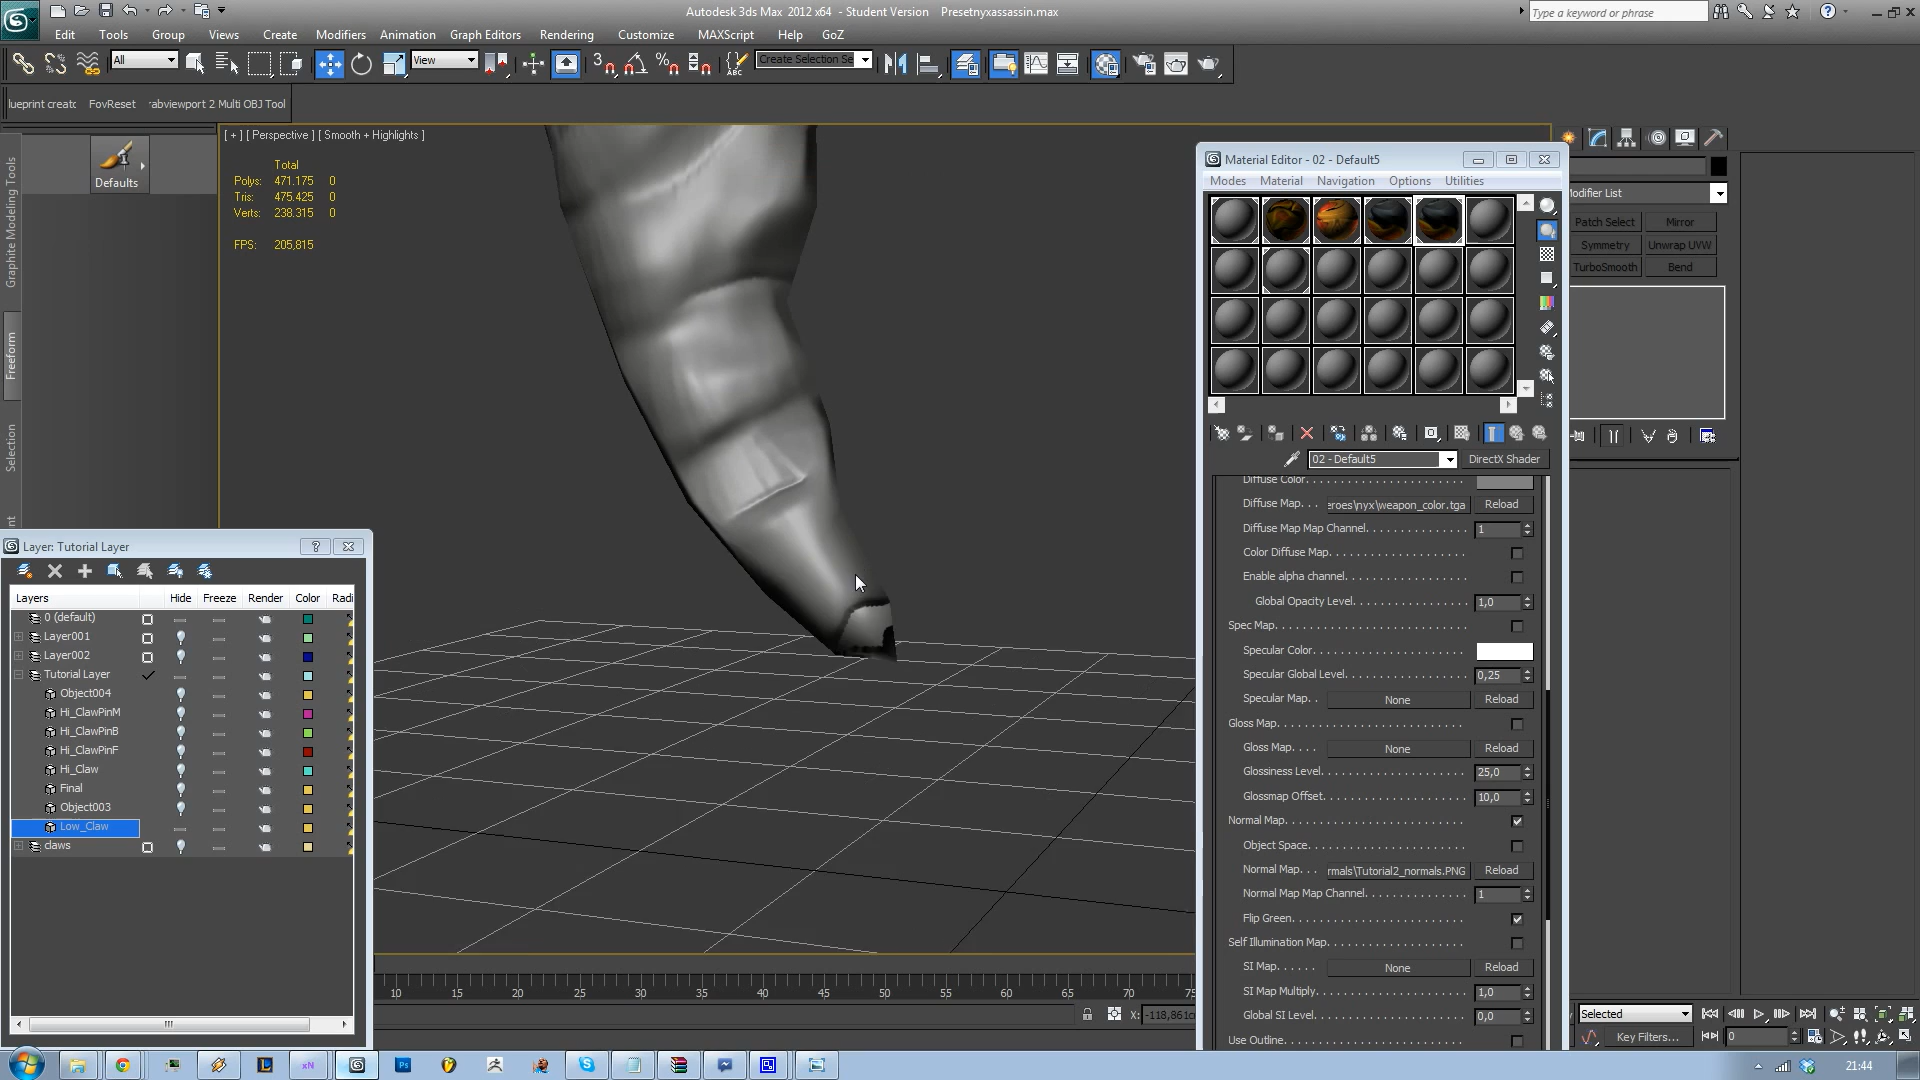 Autodesk 3ds Max 2012 x64 - Student Version Presetnyxassassin.max
Type a keyword or phrase
Edit Tools Group Views Create Modifiers Animation Graph Editors Rendering Customize MAXScript Help GoZ
All View 3 Create Selection Se
lueprint creatc FovReset :abviewport 2 Multi OBJ Tool
Graphite Modeling Tools
Freeform
Selection
Defaults
[ + ] [ Perspective ] [ Smooth + Highlights ]
Total
Polys: 471.175 0
Tris: 475.425 0
Verts: 238.315 0
FPS: 205,815
Material Editor - 02 - Default5
Modes Material Navigation Options Utilities
02 - Default5 DirectX Shader
Diffuse Color
Diffuse Map. . . :roes\nyx\weapon_color.tga Reload
Diffuse Map Map Channel 1
Color Diffuse Map
Enable alpha channel
Global Opacity Level 1,0
Spec Map
Specular Color
Specular Global Level 0,25
Specular Map None Reload
Gloss Map
Gloss Map None Reload
Glossiness Level 25,0
Glossmap Offset 10,0
Normal Map
Object Space
Normal Map rmals\Tutorial2_normals.PNG Reload
Normal Map Map Channel 1
Flip Green
Self Illumination Map
SI Map None Reload
SI Map Multiply 1,0
Global SI Level 0,0
Use Outline
odifier List
Patch Select Mirror
Symmetry Unwrap UVW
TurboSmooth Bend
Layer: Tutorial Layer
Layers Hide Freeze Render Color Radi
0 (default)
Layer001
Layer002
Tutorial Layer
Object004
Hi_ClawPinM
Hi_ClawPinB
Hi_ClawPinF
Hi_Claw
Final
Object003
Low_Claw
claws
10 15 20 25 30 35 40 45 50 55 60 65 70 75
X: -118,861c
Selected
Key Filters... 0
21:44